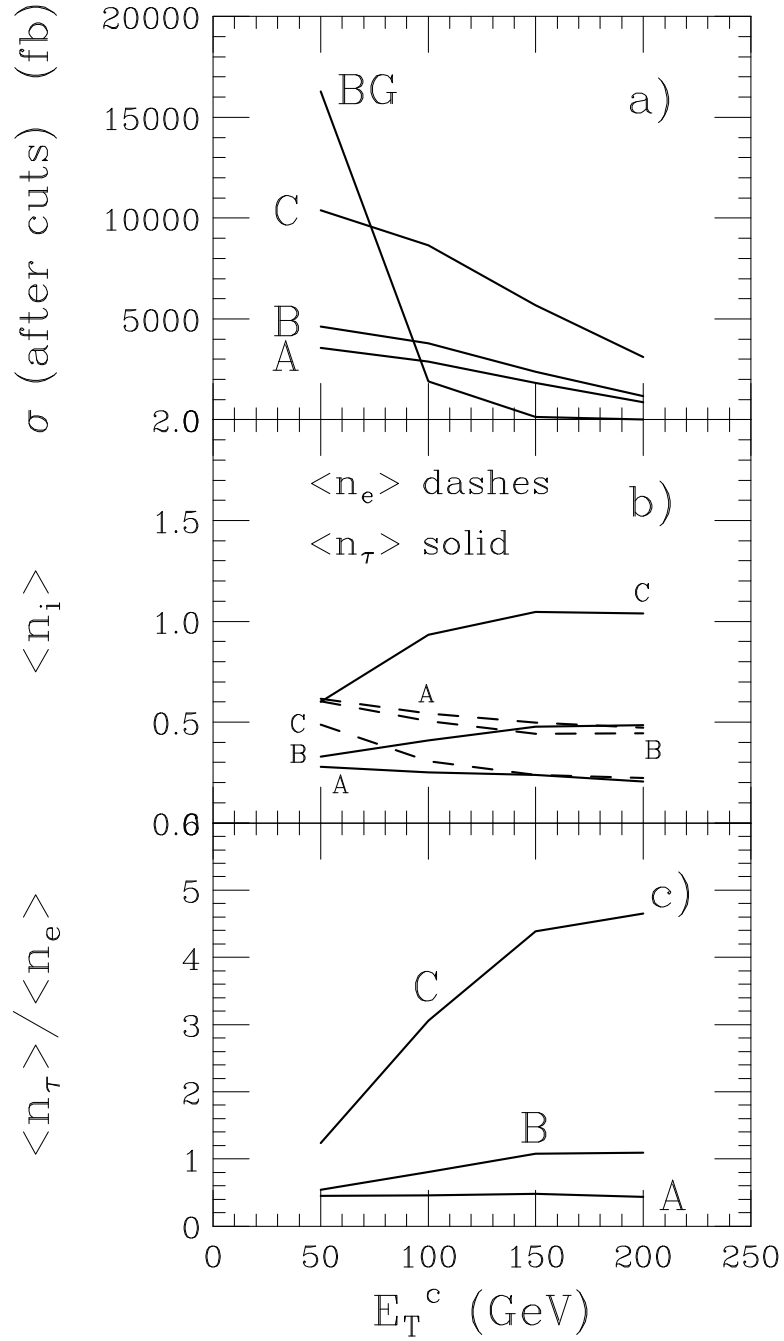 σ (after cuts) (fb)
20000
15000
10000
5000
BG
a)
C
B
A
<n_i>
2.0
1.5
1.0
0.5
0.0
<n_e> dashes
<n_τ> solid
b)
C
A
C
B
B
A
<n_τ>/<n_e>
6
5
4
3
2
1
0
c)
C
B
A
0 50 100 150 200 250
E_T^c (GeV)